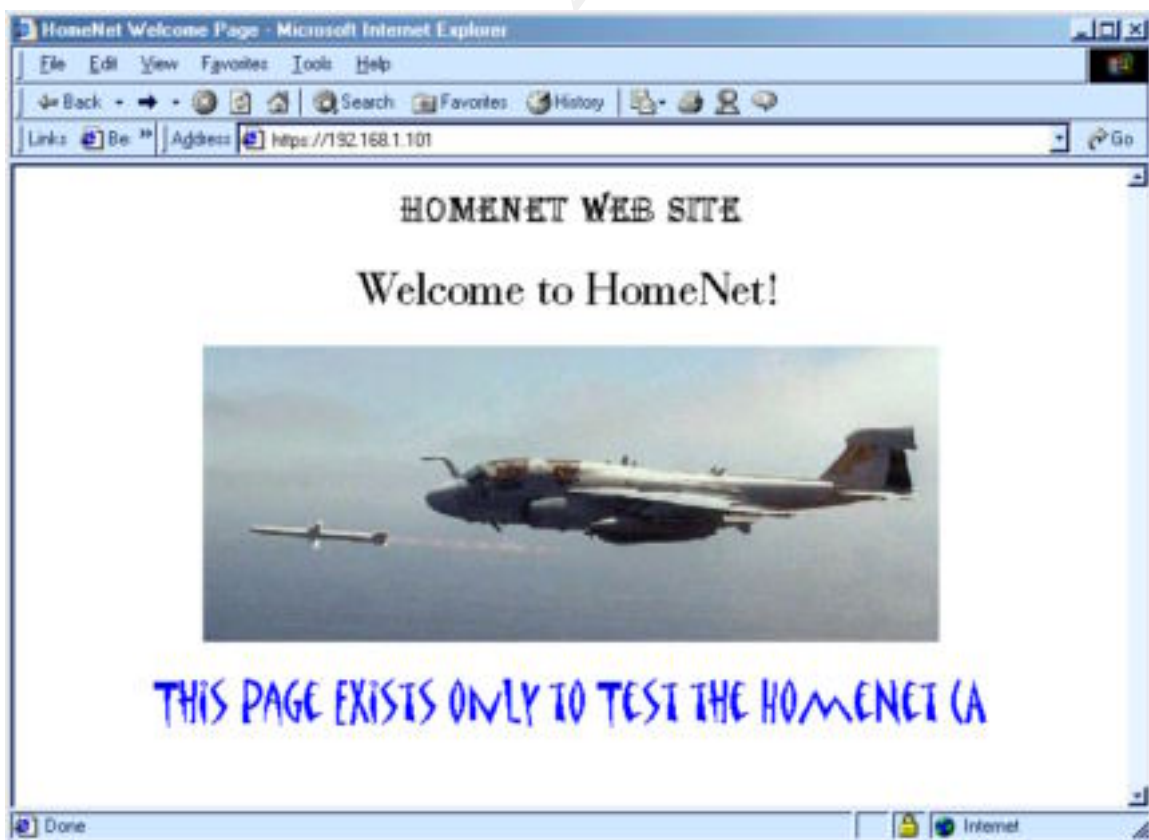 HomeNet Welcome Page - Microsoft Internet Explorer
File Edit View Favorites Tools Help
Back Search Favorites History
Links Be » Address https://192.168.1.101 Go
HOMENET WEB SITE
Welcome to HomeNet!
THIS PAGE EXISTS ONLY TO TEST THE HOMENET CA
Done Internet